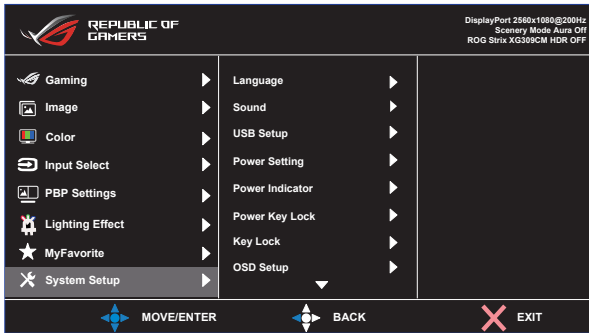 REPUBLIC OF
GAMERS
DisplayPort 2560x1080@200Hz
Scenery Mode Aura Off
ROG Strix XG309CM HDR OFF
Gaming
Image
Color
Input Select
PBP Settings
Lighting Effect
MyFavorite
System Setup
Language
Sound
USB Setup
Power Setting
Power Indicator
Power Key Lock
Key Lock
OSD Setup
MOVE/ENTER
BACK
EXIT